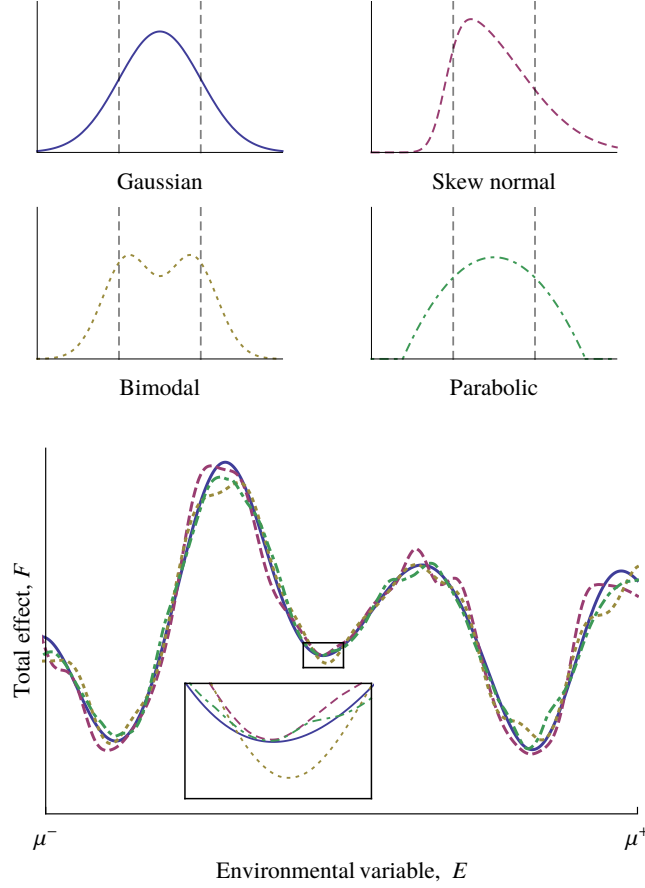 Gaussian
Skew normal
Bimodal
Parabolic
Total effect, F
μ⁻
μ⁺
Environmental variable, E